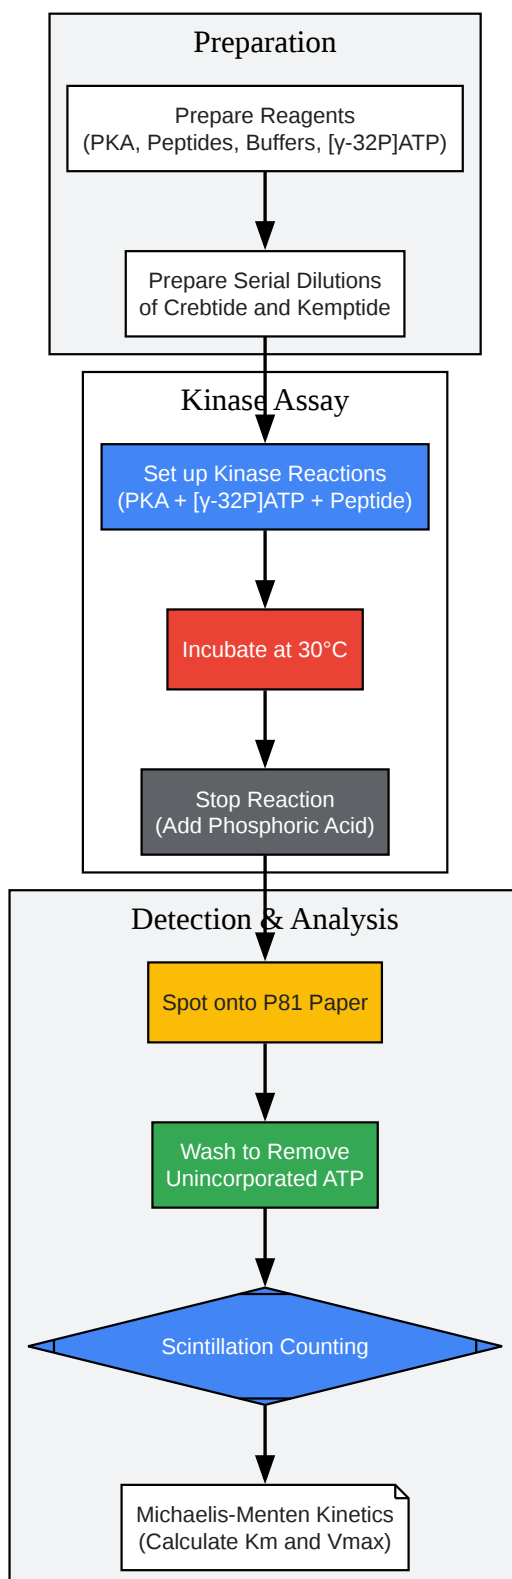 Preparation
Prepare Reagents
(PKA, Peptides, Buffers, [γ-32P]ATP)
Prepare Serial Dilutions
of Crebtide and Kemptide
Kinase Assay
Set up Kinase Reactions
(PKA + [γ-32P]ATP + Peptide)
Incubate at 30°C
Stop Reaction
(Add Phosphoric Acid)
Detection & Analysis
Spot onto P81 Paper
Wash to Remove
Unincorporated ATP
Scintillation Counting
Michaelis-Menten Kinetics
(Calculate Km and Vmax)